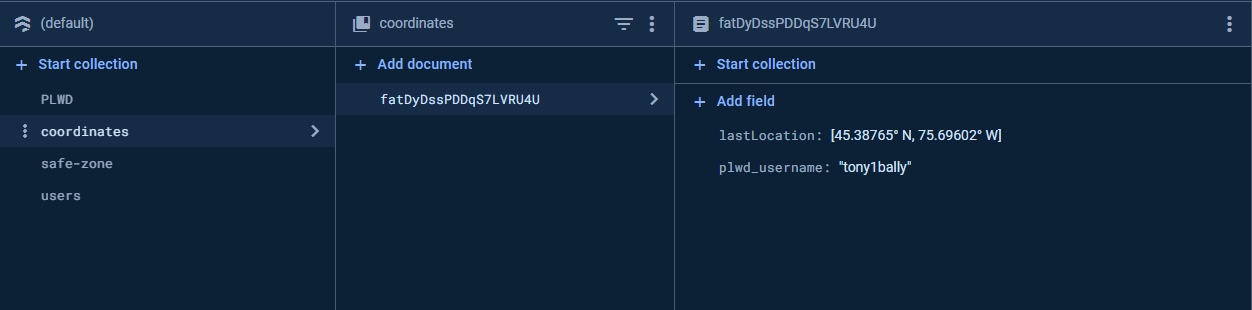 (default)
+ Start collection
PLWD
coordinates
safe-zone
users
coordinates
+ Add document
fatDyDssPDDqS7LVRU4U
fatDyDssPDDqS7LVRU4U
+ Start collection
+ Add field
lastLocation: [45.38765° N, 75.69602° W]
plwd_username: "tony1bally"